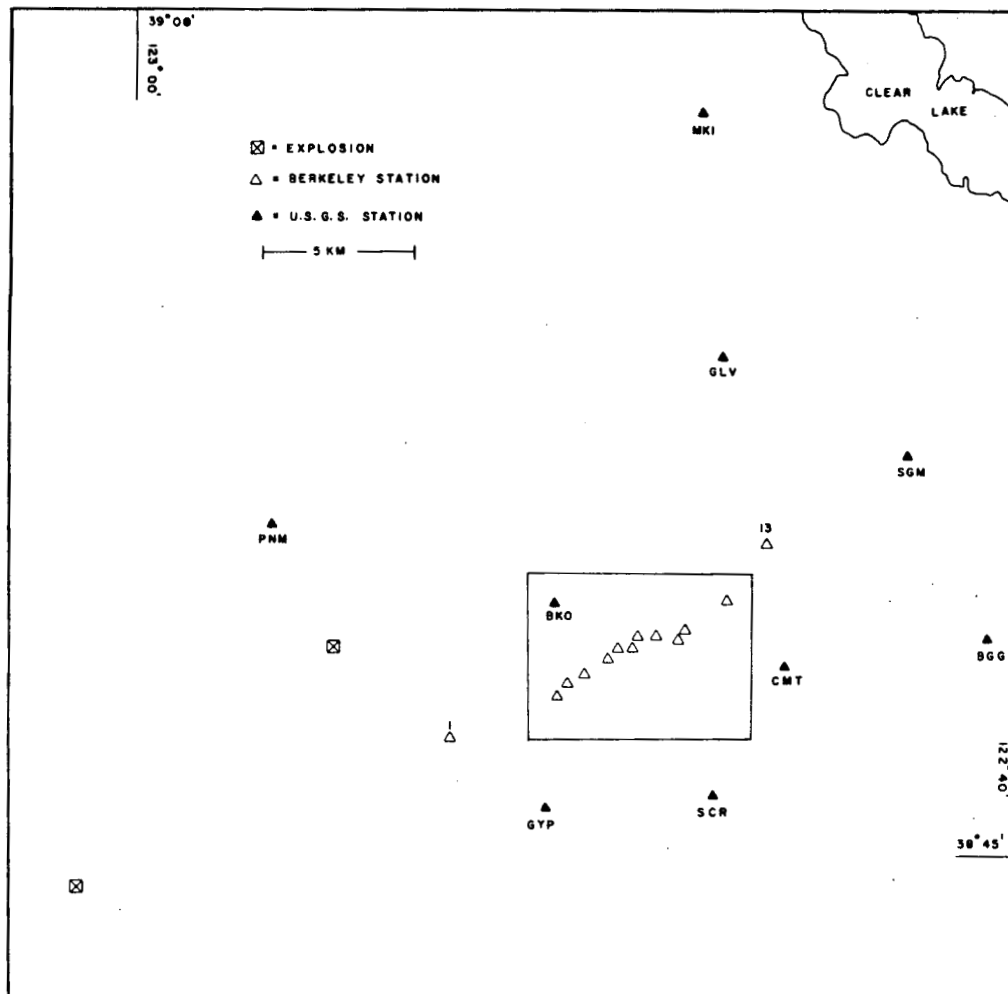 39° 00'
123° 00'
CLEAR
LAKE
MKI
= EXPLOSION
= BERKELEY STATION
= U.S.G.S. STATION
5 KM
GLV
SGM
13
PNM
BKO
BGG
CMT
1
122° 40'
SCR
GYP
38° 45'